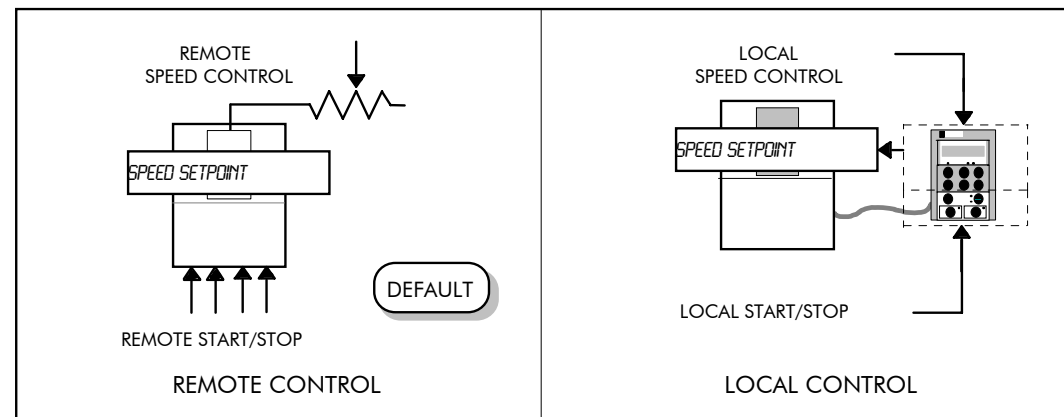 REMOTE
SPEED CONTROL
SPEED SETPOINT
DEFAULT
REMOTE START/STOP
REMOTE CONTROL
LOCAL
SPEED CONTROL
SPEED SETPOINT
LOCAL START/STOP
LOCAL CONTROL